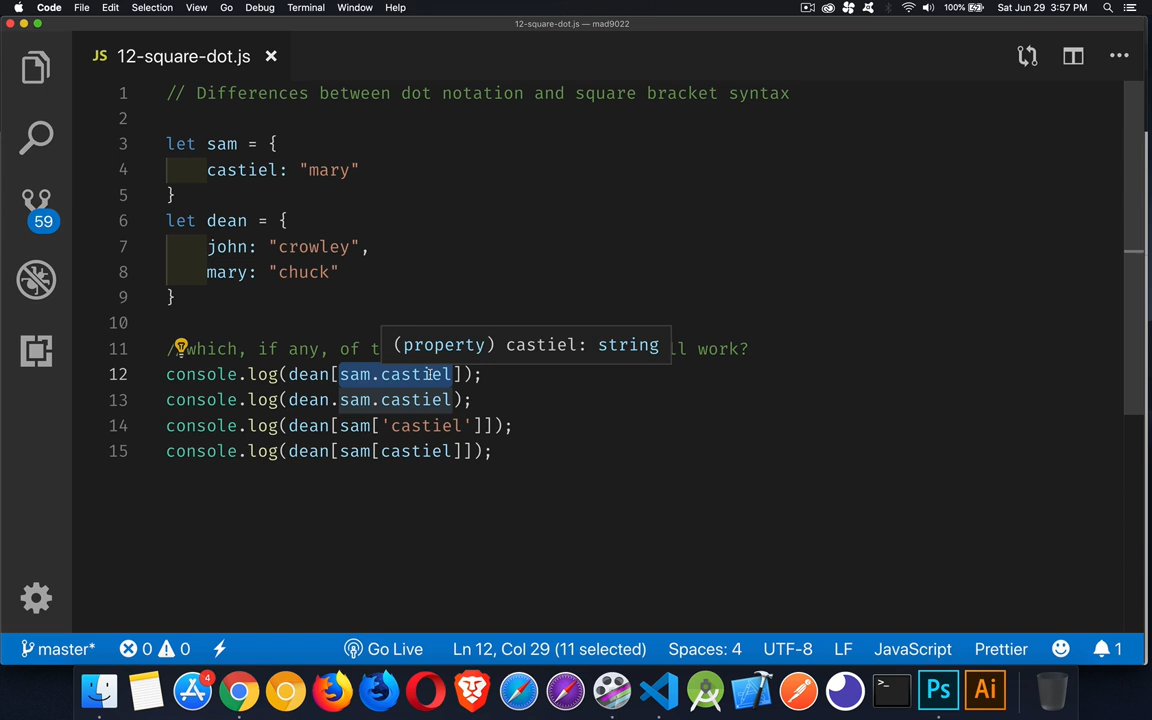 Code File Edit Selection View Go Debug Terminal Window Help 100% Sat Jun 29 3:57 PM
12-square-dot.js — mad9022
JS 12-square-dot.js
1 // Differences between dot notation and square bracket syntax
2
3 let sam = {
4 castiel: "mary"
5 }
6 let dean = {
7 john: "crowley",
8 mary: "chuck"
9 }
10
(property) castiel: string
11 /which, if any, of t ll work?
12 console.log(dean[sam.castiel]);
13 console.log(dean.sam.castiel);
14 console.log(dean[sam['castiel']]);
15 console.log(dean[sam[castiel]]);
59
master* 0 0 Go Live Ln 12, Col 29 (11 selected) Spaces: 4 UTF-8 LF JavaScript Prettier 1
4
>_
Ps
Ai